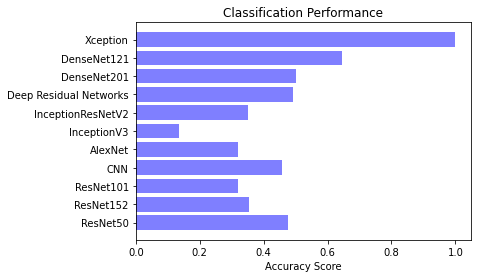 Classification Performance
Xception
DenseNet121
DenseNet201
Deep Residual Networks
InceptionResNetV2
InceptionV3
AlexNet
CNN
ResNet101
ResNet152
ResNet50
0.0 0.2 0.4 0.6 0.8 1.0
Accuracy Score